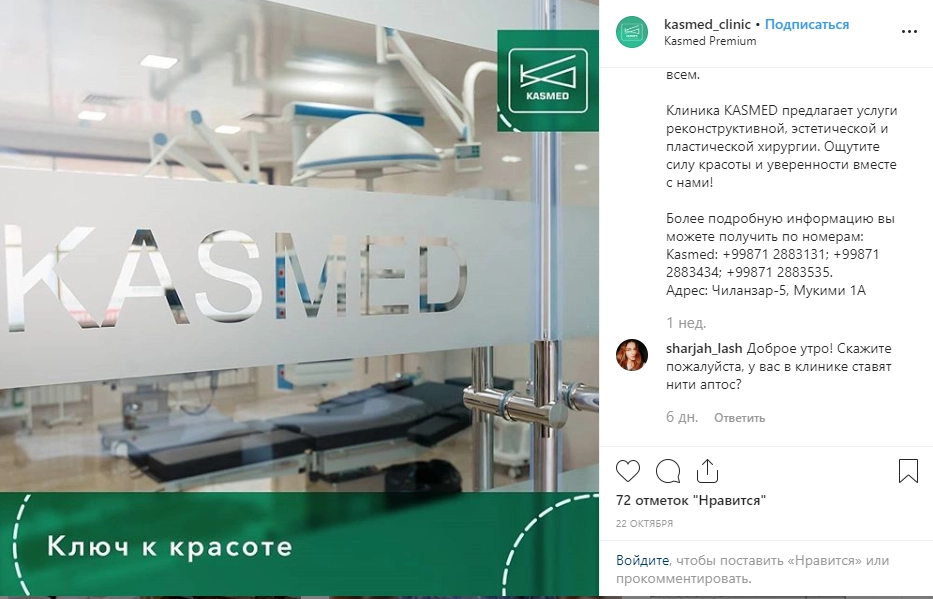 KASMED
KASMED
Ключ к красоте
kasmed_clinic • Подписаться
Kasmed Premium
всем.
Клиника KASMED предлагает услуги
реконструктивной, эстетической и
пластической хирургии. Ощутите
силу красоты и уверенности вместе
с нами!
Более подробную информацию вы
можете получить по номерам:
Kasmed: +99871 2883131; +99871
2883434; +99871 2883535.
Адрес: Чиланзар-5, Мукими 1А
1 нед.
sharjah_lash Доброе утро! Скажите
пожалуйста, у вас в клинике ставят
нити аптос?
6 дн. Ответить
72 отметок "Нравится"
22 ОКТЯБРЯ
Войдите, чтобы поставить «Нравится» или
прокомментировать.